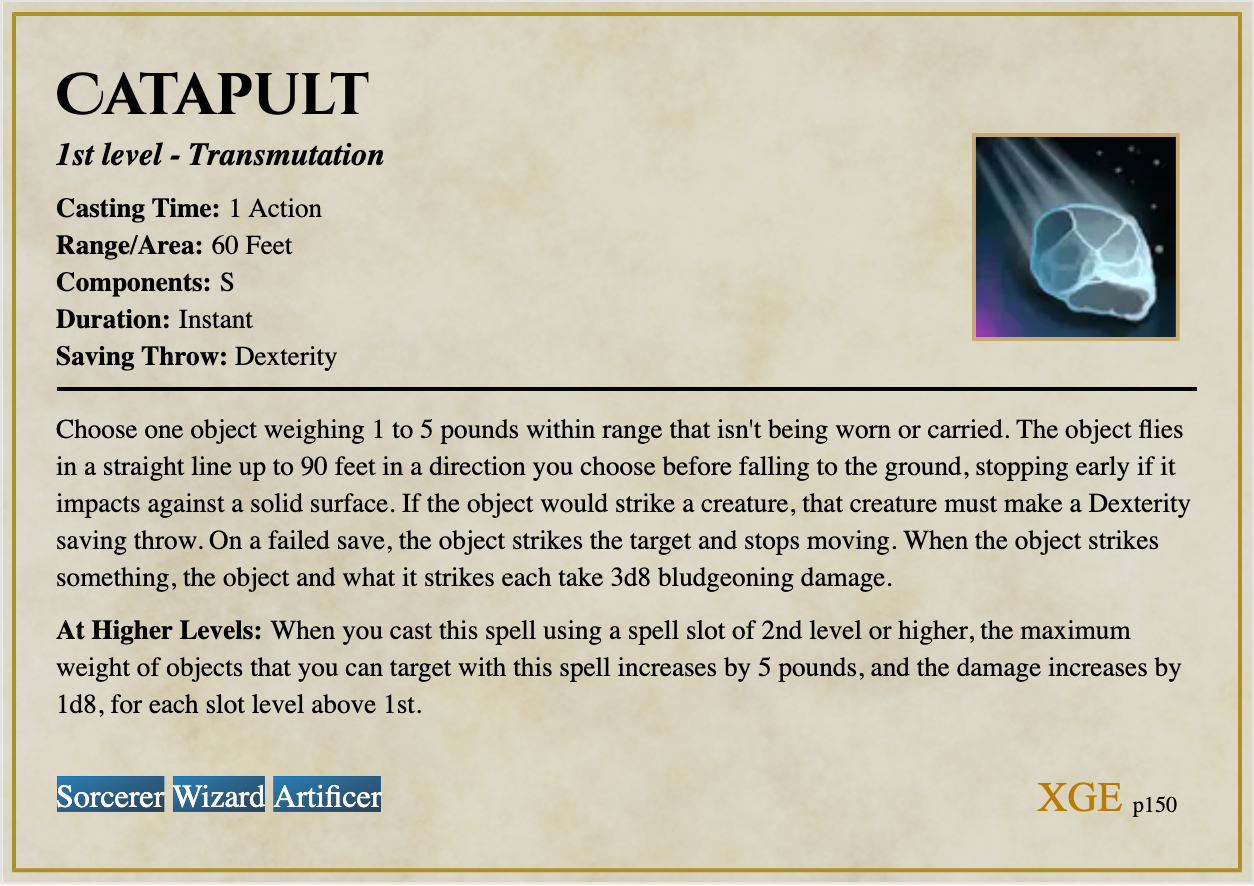 CATAPULT
1st level - Transmutation
Casting Time: 1 Action
Range/Area: 60 Feet
Components: S
Duration: Instant
Saving Throw: Dexterity
Choose one object weighing 1 to 5 pounds within range that isn't being worn or carried. The object flies
in a straight line up to 90 feet in a direction you choose before falling to the ground, stopping early if it
impacts against a solid surface. If the object would strike a creature, that creature must make a Dexterity
saving throw. On a failed save, the object strikes the target and stops moving. When the object strikes
something, the object and what it strikes each take 3d8 bludgeoning damage.
At Higher Levels: When you cast this spell using a spell slot of 2nd level or higher, the maximum
weight of objects that you can target with this spell increases by 5 pounds, and the damage increases by
1d8, for each slot level above 1st.
Sorcerer Wizard Artificer
XGE p150